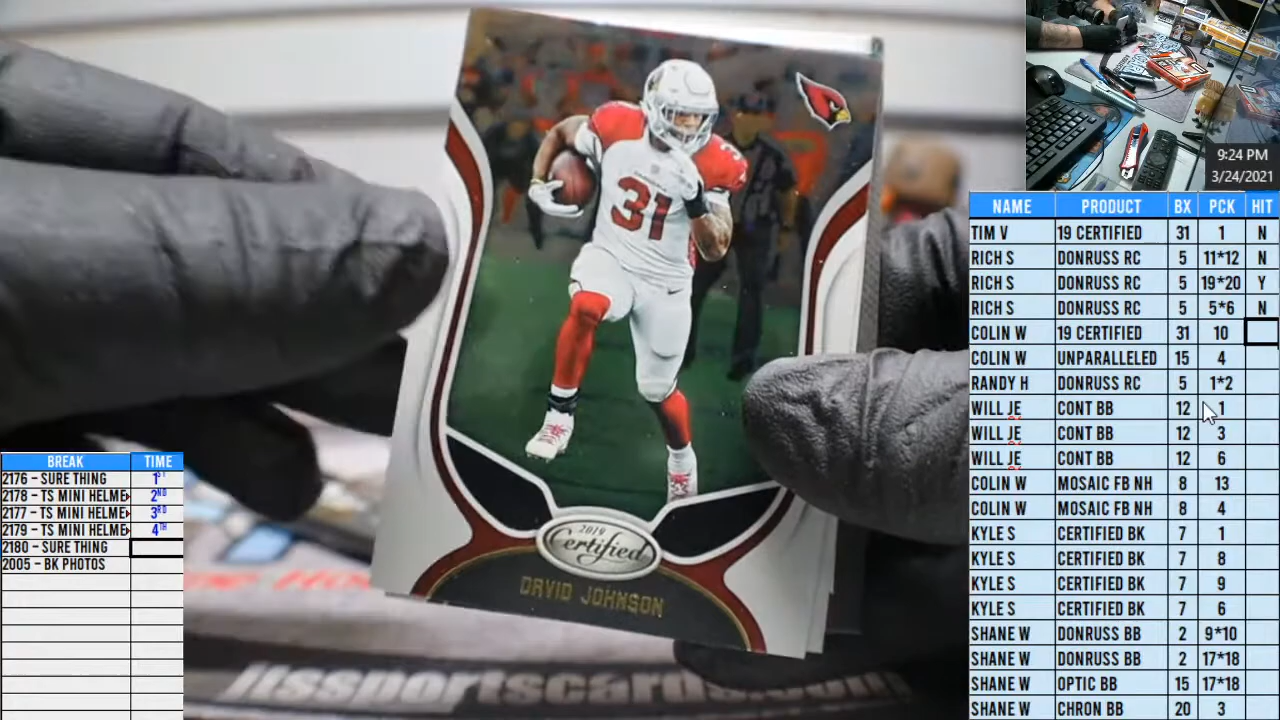 31
3
2019
Certified
DAVID JOHNSON
itssportscards.com
9:24 PM
3/24/2021
NAME PRODUCT BX PCK HIT
TIM V 19 CERTIFIED 31 1 N
RICH S DONRUSS RC 5 11*12 N
RICH S DONRUSS RC 5 19*20 Y
RICH S DONRUSS RC 5 5*6 N
COLIN W 19 CERTIFIED 31 10
COLIN W UNPARALLELED 15 4
RANDY H DONRUSS RC 5 1*2
WILL JE CONT BB 12 1
WILL JE CONT BB 12 3
WILL JE CONT BB 12 6
COLIN W MOSAIC FB NH 8 13
COLIN W MOSAIC FB NH 8 4
KYLE S CERTIFIED BK 7 1
KYLE S CERTIFIED BK 7 8
KYLE S CERTIFIED BK 7 9
KYLE S CERTIFIED BK 7 6
SHANE W DONRUSS BB 2 9*10
SHANE W DONRUSS BB 2 17*18
SHANE W OPTIC BB 15 17*18
SHANE W CHRON BB 20 3
BREAK TIME
2176 – SURE THING 1ST
2178 – TS MINI HELME 2ND
2177 – TS MINI HELME 3RD
2179 – TS MINI HELME 4TH
2180 – SURE THING
2005 – BK PHOTOS